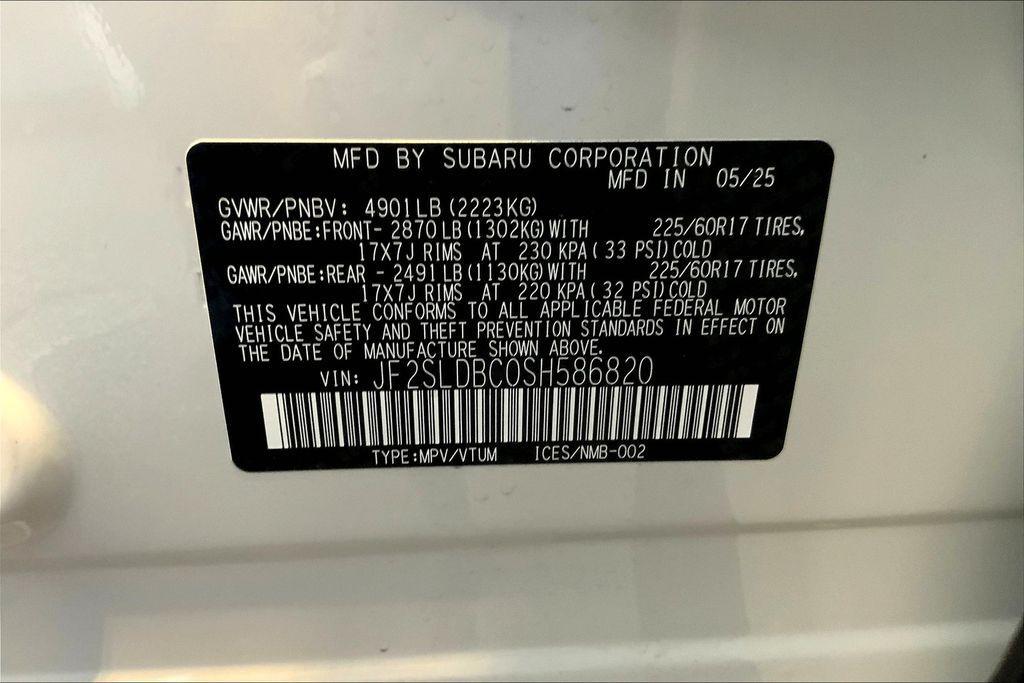 MFD BY SUBARU CORPORATION
MFD IN 05/25
GVWR/PNBV: 4901LB (2223KG)
GAWR/PNBE:FRONT- 2870 LB (1302KG) WITH 225/60R17 TIRES,
17X7J RIMS AT 230 KPA ( 33 PSI) COLD
GAWR/PNBE:REAR - 2491 LB (1130KG) WITH 225/60R17 TIRES,
17X7J RIMS AT 220 KPA ( 32 PSI) COLD
THIS VEHICLE CONFORMS TO ALL APPLICABLE FEDERAL MOTOR
VEHICLE SAFETY AND THEFT PREVENTION STANDARDS IN EFFECT ON
THE DATE OF MANUFACTURE SHOWN ABOVE.
VIN: JF2SLDBC0SH586820
TYPE:MPV/VTUM ICES/NMB-002